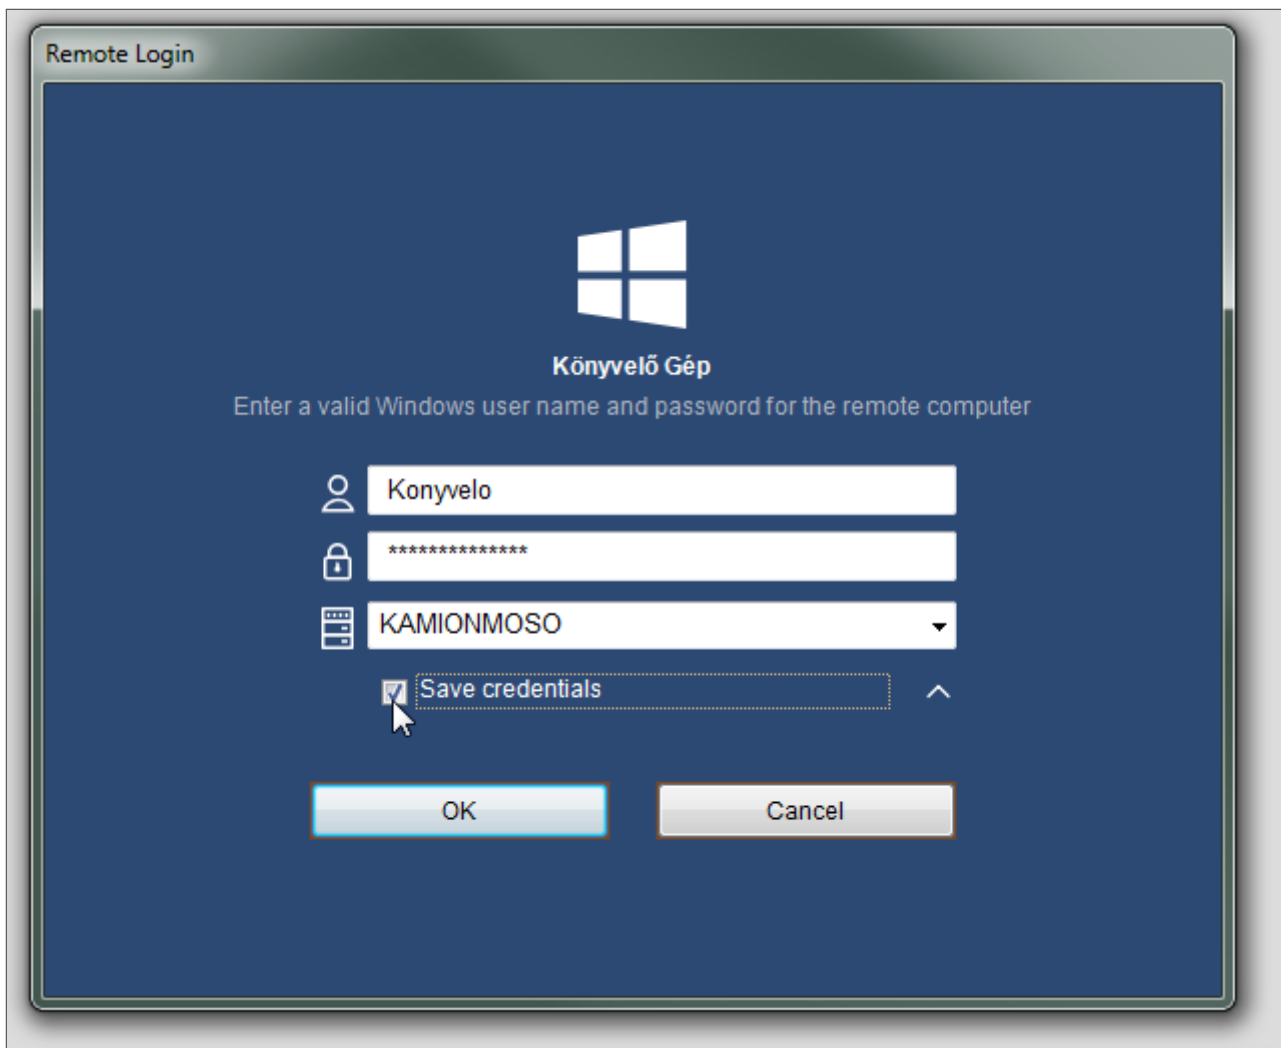 Remote Login
Könyvelő Gép
Enter a valid Windows user name and password for the remote computer
Konyvelo
**************
KAMIONMOSO
Save credentials
OK
Cancel